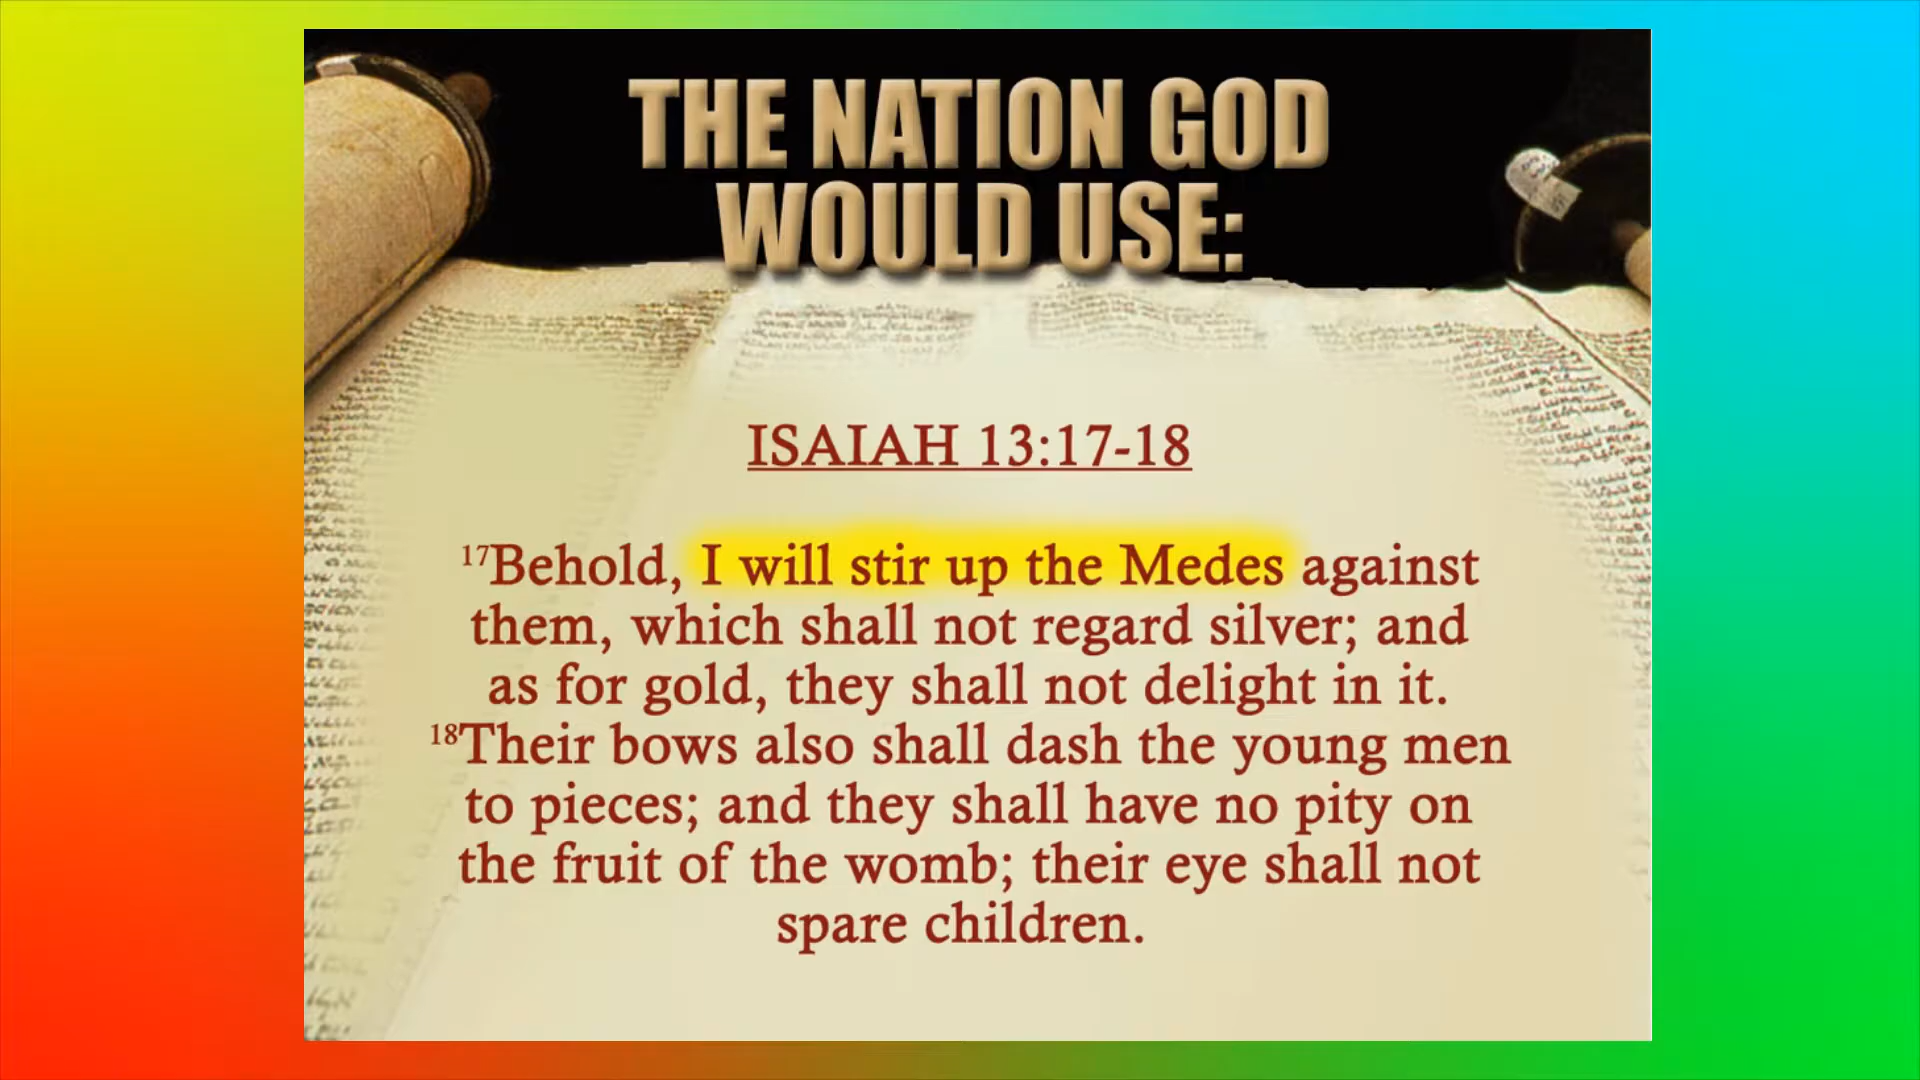 THE NATION GOD
WOULD USE:
ISAIAH 13:17-18
17Behold, I will stir up the Medes against
them, which shall not regard silver; and
as for gold, they shall not delight in it.
18Their bows also shall dash the young men
to pieces; and they shall have no pity on
the fruit of the womb; their eye shall not
spare children.